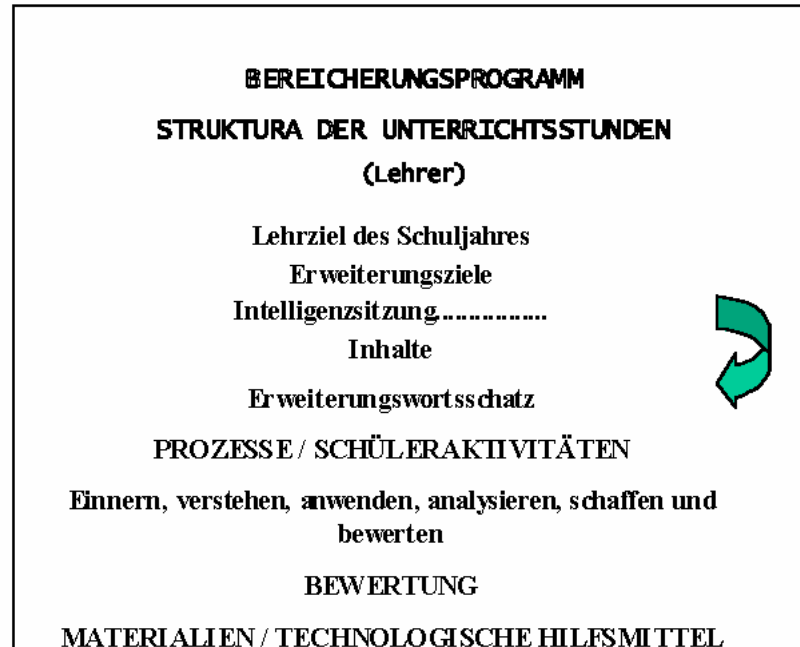 BEREICHERUNGSPROGRAMM
STRUKTURA DER UNTERRICHTSSTUNDEN
(Lehrer)
Lehrziel des Schuljahres
Erweiterungsziele
Intelligenzsitzung.................
Inhalte
Erweiterungswortsschatz
PROZESSE / SCHÜLERAKTIVITÄTEN
Einnern, verstehen, anwenden, analysieren, schaffen und
bewerten
BEWERTUNG
MATERIALIEN / TECHNOLOGISCHE HILFSMITTEL